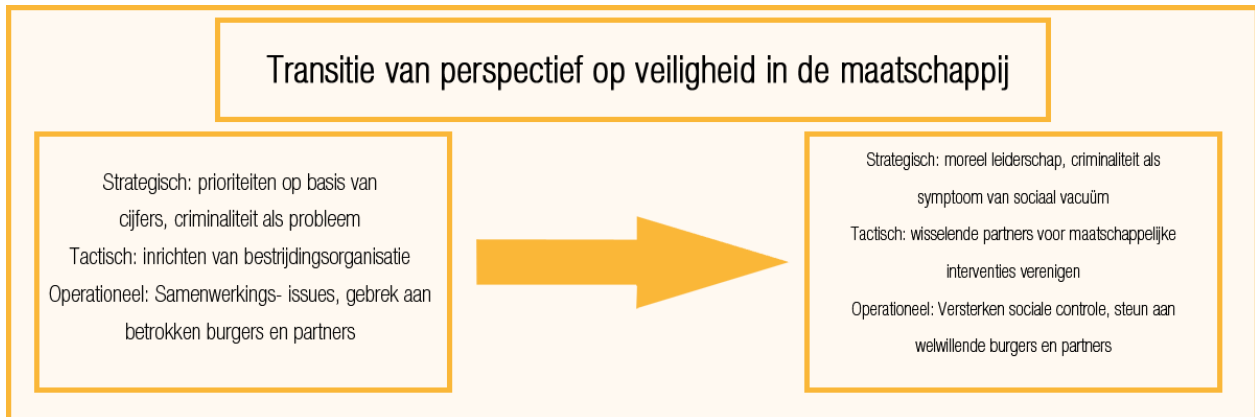 Transitie van perspectief op veiligheid in de maatschappij
Strategisch: prioriteiten op basis van
cijfers, criminaliteit als probleem
Tactisch: inrichten van bestrijdingsorganisatie
Operationeel: Samenwerkings- issues, gebrek aan
betrokken burgers en partners
Strategisch: moreel leiderschap, criminaliteit als
symptoom van sociaal vacuüm
Tactisch: wisselende partners voor maatschappelijke
interventies verenigen
Operationeel: Versterken sociale controle, steun aan
welwillende burgers en partners